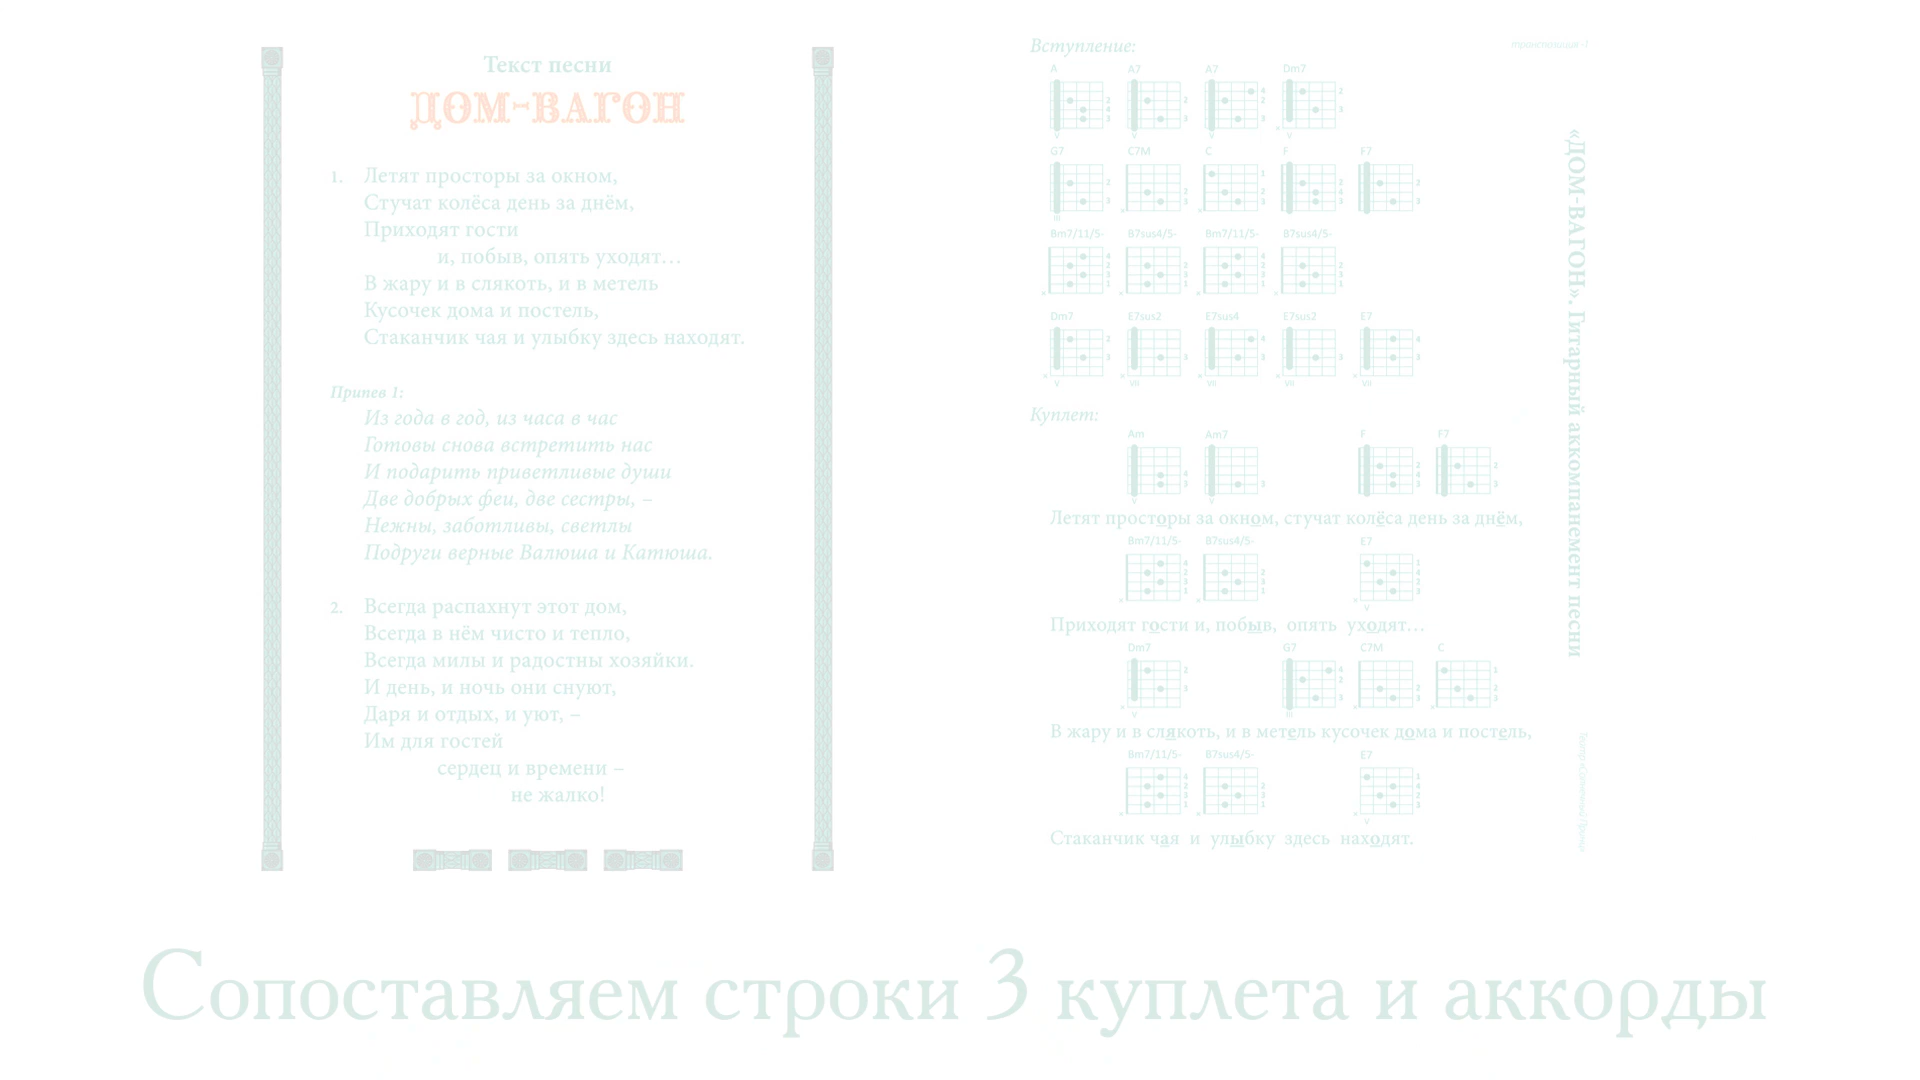 Текст песни
ДОМ-ВАГОН
1. Летят просторы за окном,
Стучат колёса день за днём,
Приходят гости
и, побыв, опять уходят…
В жару и в слякоть, и в метель
Кусочек дома и постель,
Стаканчик чая и улыбку здесь находят.
Припев 1:
Из года в год, из часа в час
Готовы снова встретить нас
И подарить приветливые души
Две добрых феи, две сестры, –
Нежны, заботливы, светлы
Подруги верные Валюша и Катюша.
2. Всегда распахнут этот дом,
Всегда в нём чисто и тепло,
Всегда милы и радостны хозяйки.
И день, и ночь они снуют,
Даря и отдых, и уют, –
Им для гостей
сердец и времени –
не жалко!
Вступление:
транспозиция -1
A A7 A7 Dm7
G7 C7M C F F7
Bm7/11/5- B7sus4/5- Bm7/11/5- B7sus4/5-
Dm7 E7sus2 E7sus4 E7sus2 E7
Куплет:
Am Am7 F F7
Летят просторы за окном, стучат колёса день за днём,
Bm7/11/5- B7sus4/5- E7
Приходят гости и, побыв, опять уходят…
Dm7 G7 C7M C
В жару и в слякоть, и в метель кусочек дома и постель,
Bm7/11/5- B7sus4/5- E7
Стаканчик чая и улыбку здесь находят.
«ДОМ-ВАГОН». Гитарный аккомпанемент песни
Сопоставляем строки 3 куплета и аккорды